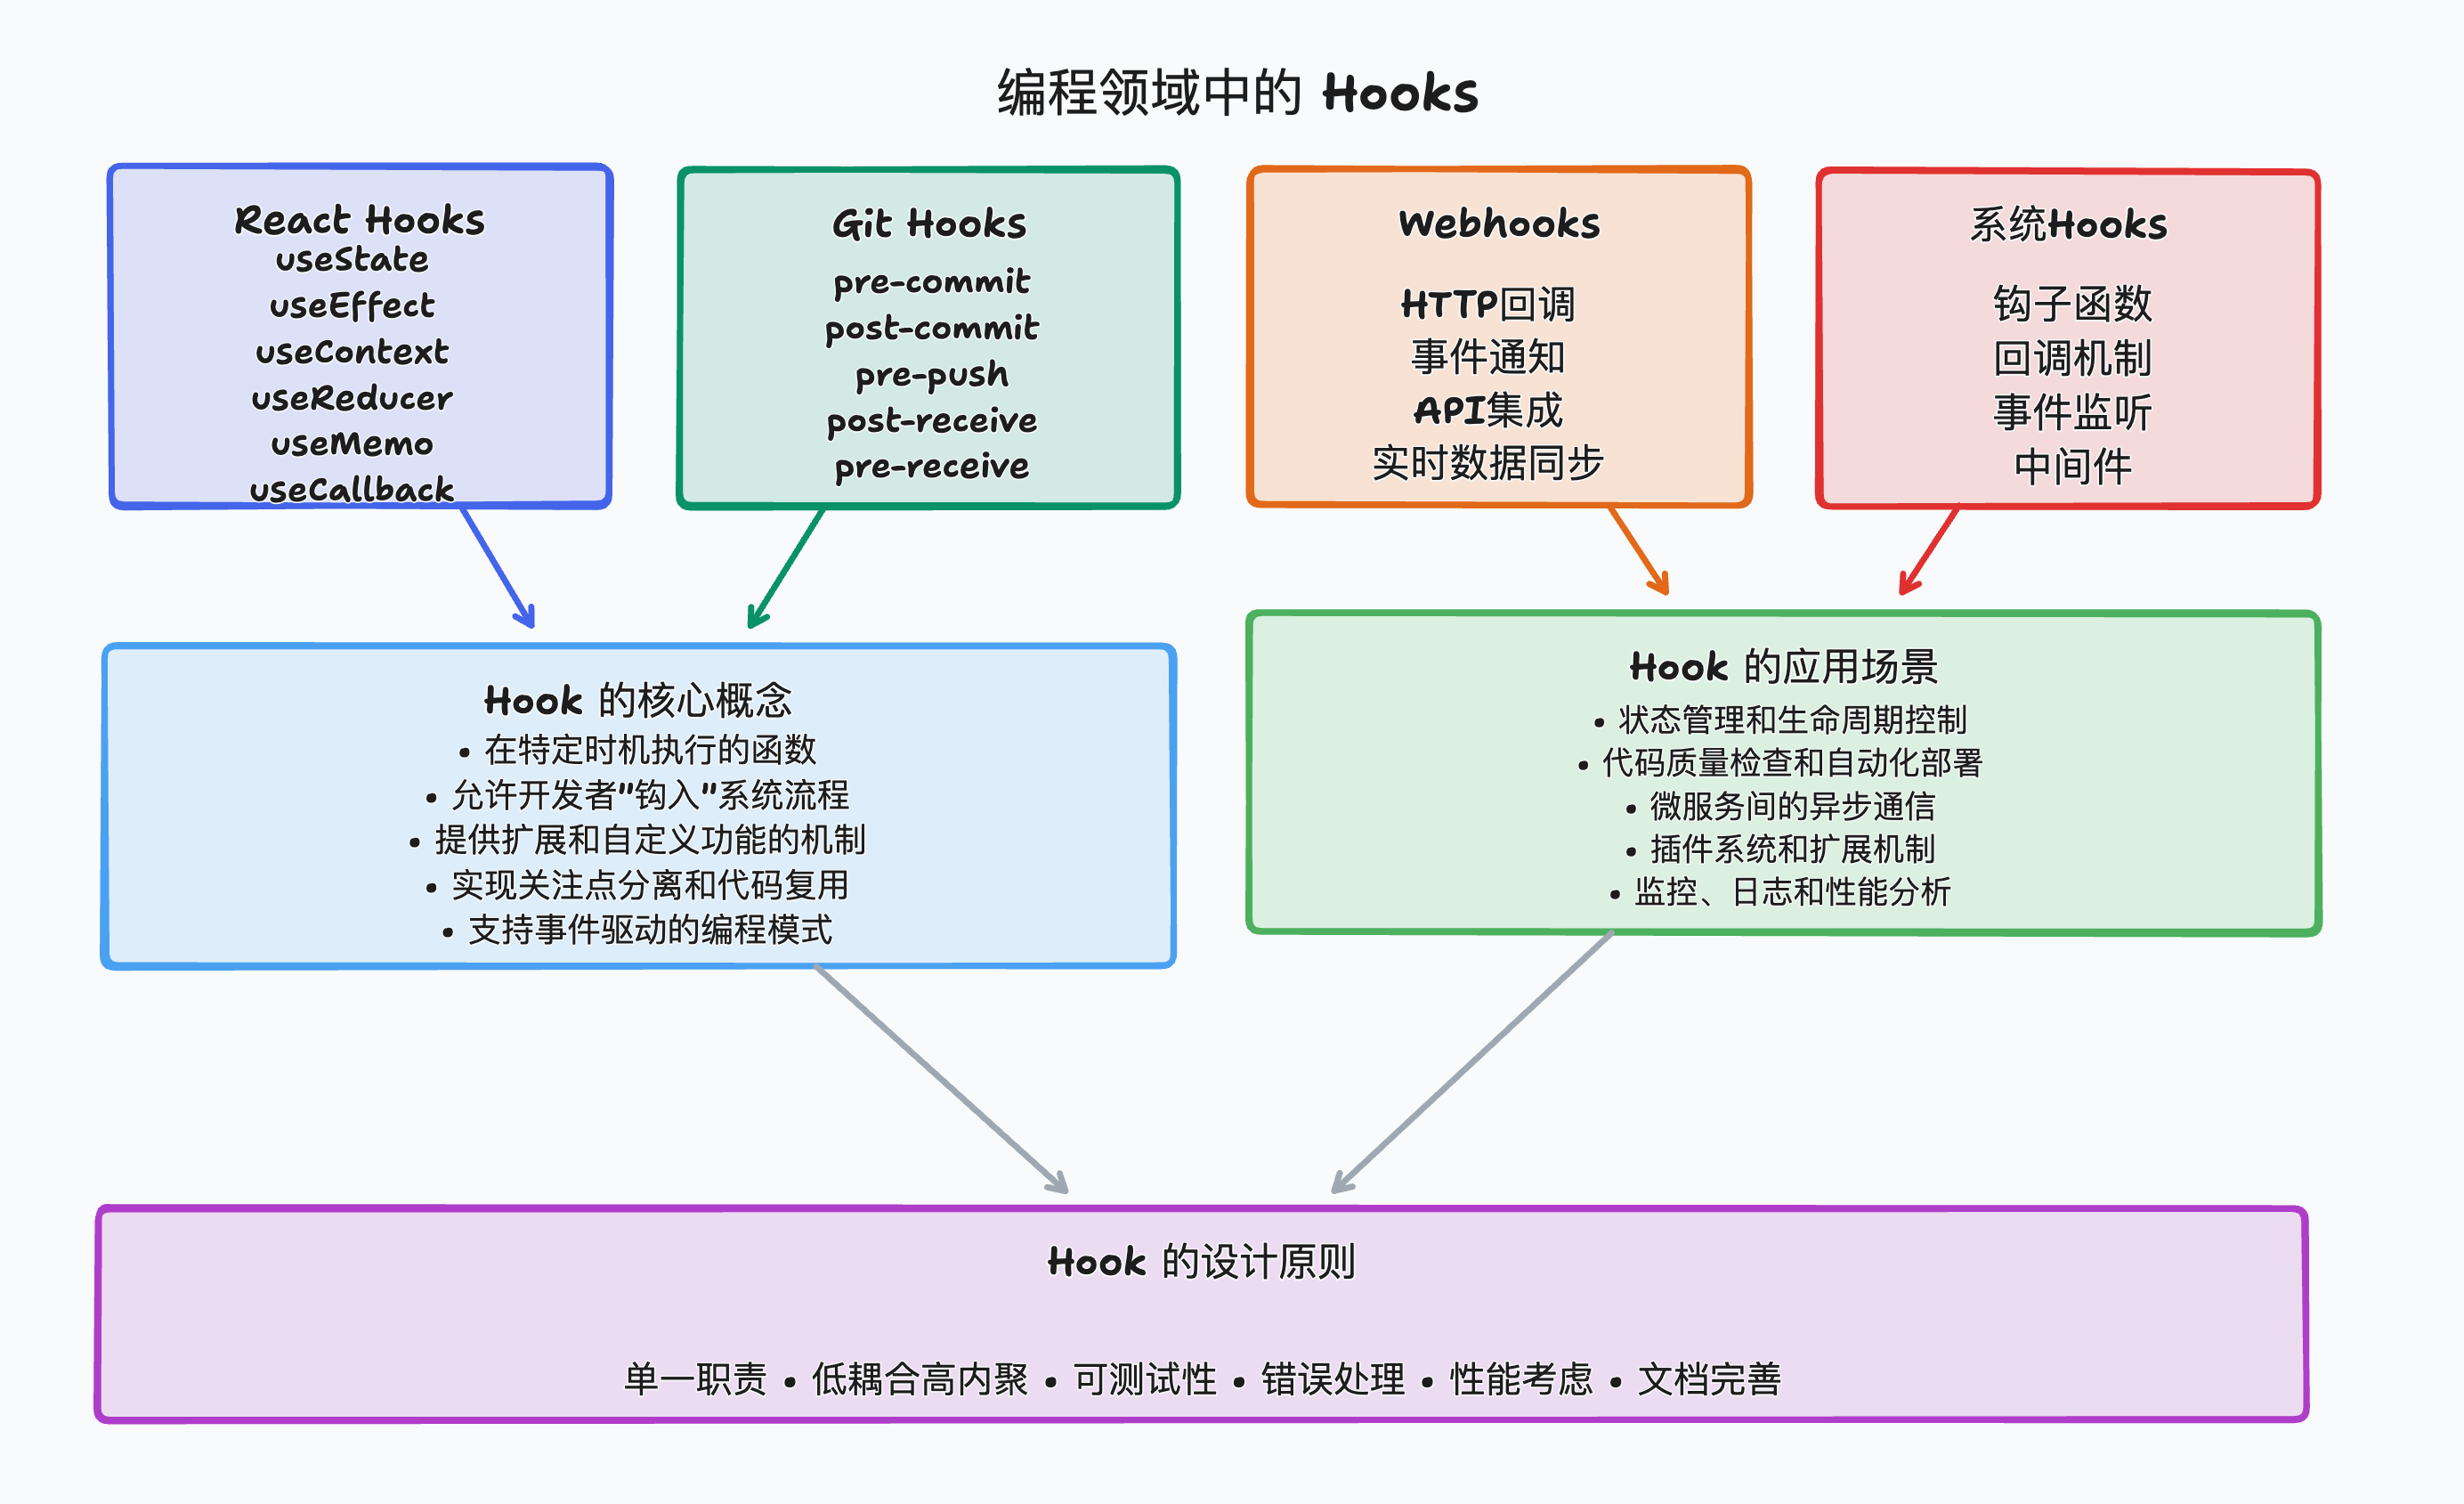 编程领域中的 Hooks
React Hooks
useState
useEffect
useContext
useReducer
useMemo
useCallback
Git Hooks
pre-commit
post-commit
pre-push
post-receive
pre-receive
Webhooks
HTTP回调
事件通知
API集成
实时数据同步
系统Hooks
钩子函数
回调机制
事件监听
中间件
Hook 的核心概念
• 在特定时机执行的函数
• 允许开发者"钩入"系统流程
• 提供扩展和自定义功能的机制
• 实现关注点分离和代码复用
• 支持事件驱动的编程模式
Hook 的应用场景
• 状态管理和生命周期控制
• 代码质量检查和自动化部署
• 微服务间的异步通信
• 插件系统和扩展机制
• 监控、日志和性能分析
Hook 的设计原则
单一职责 • 低耦合高内聚 • 可测试性 • 错误处理 • 性能考虑 • 文档完善